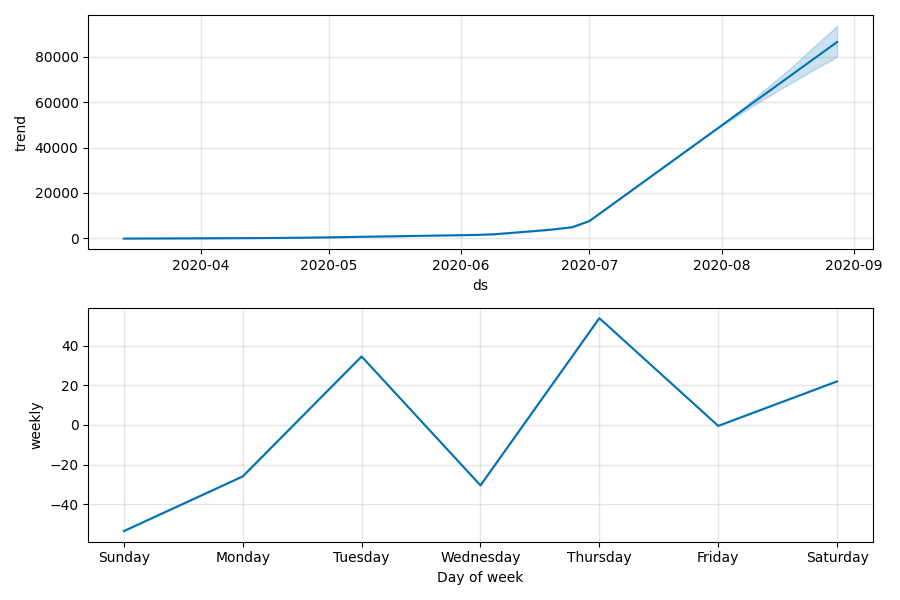 80000
60000
40000
20000
0
trend
2020-04 2020-05 2020-06 2020-07 2020-08 2020-09
ds
40
20
0
−20
−40
weekly
Sunday Monday Tuesday Wednesday Thursday Friday Saturday
Day of week